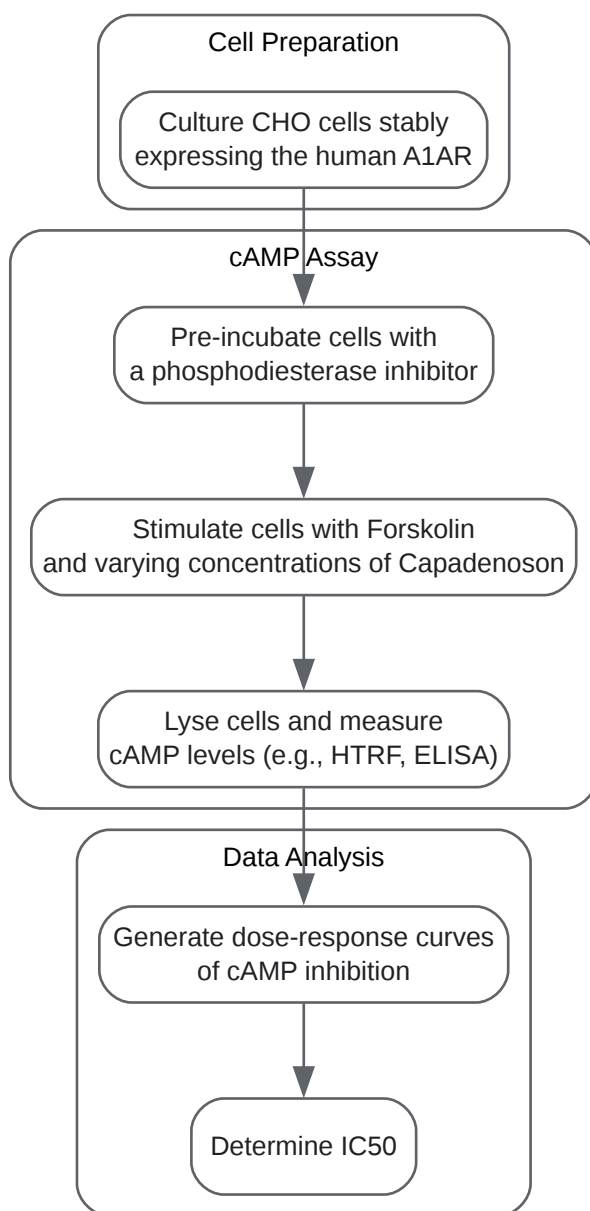 Cell Preparation
Culture CHO cells stably
expressing the human A1AR
cAMP Assay
Pre-incubate cells with
a phosphodiesterase inhibitor
Stimulate cells with Forskolin
and varying concentrations of Capadenoson
Lyse cells and measure
cAMP levels (e.g., HTRF, ELISA)
Data Analysis
Generate dose-response curves
of cAMP inhibition
Determine IC50